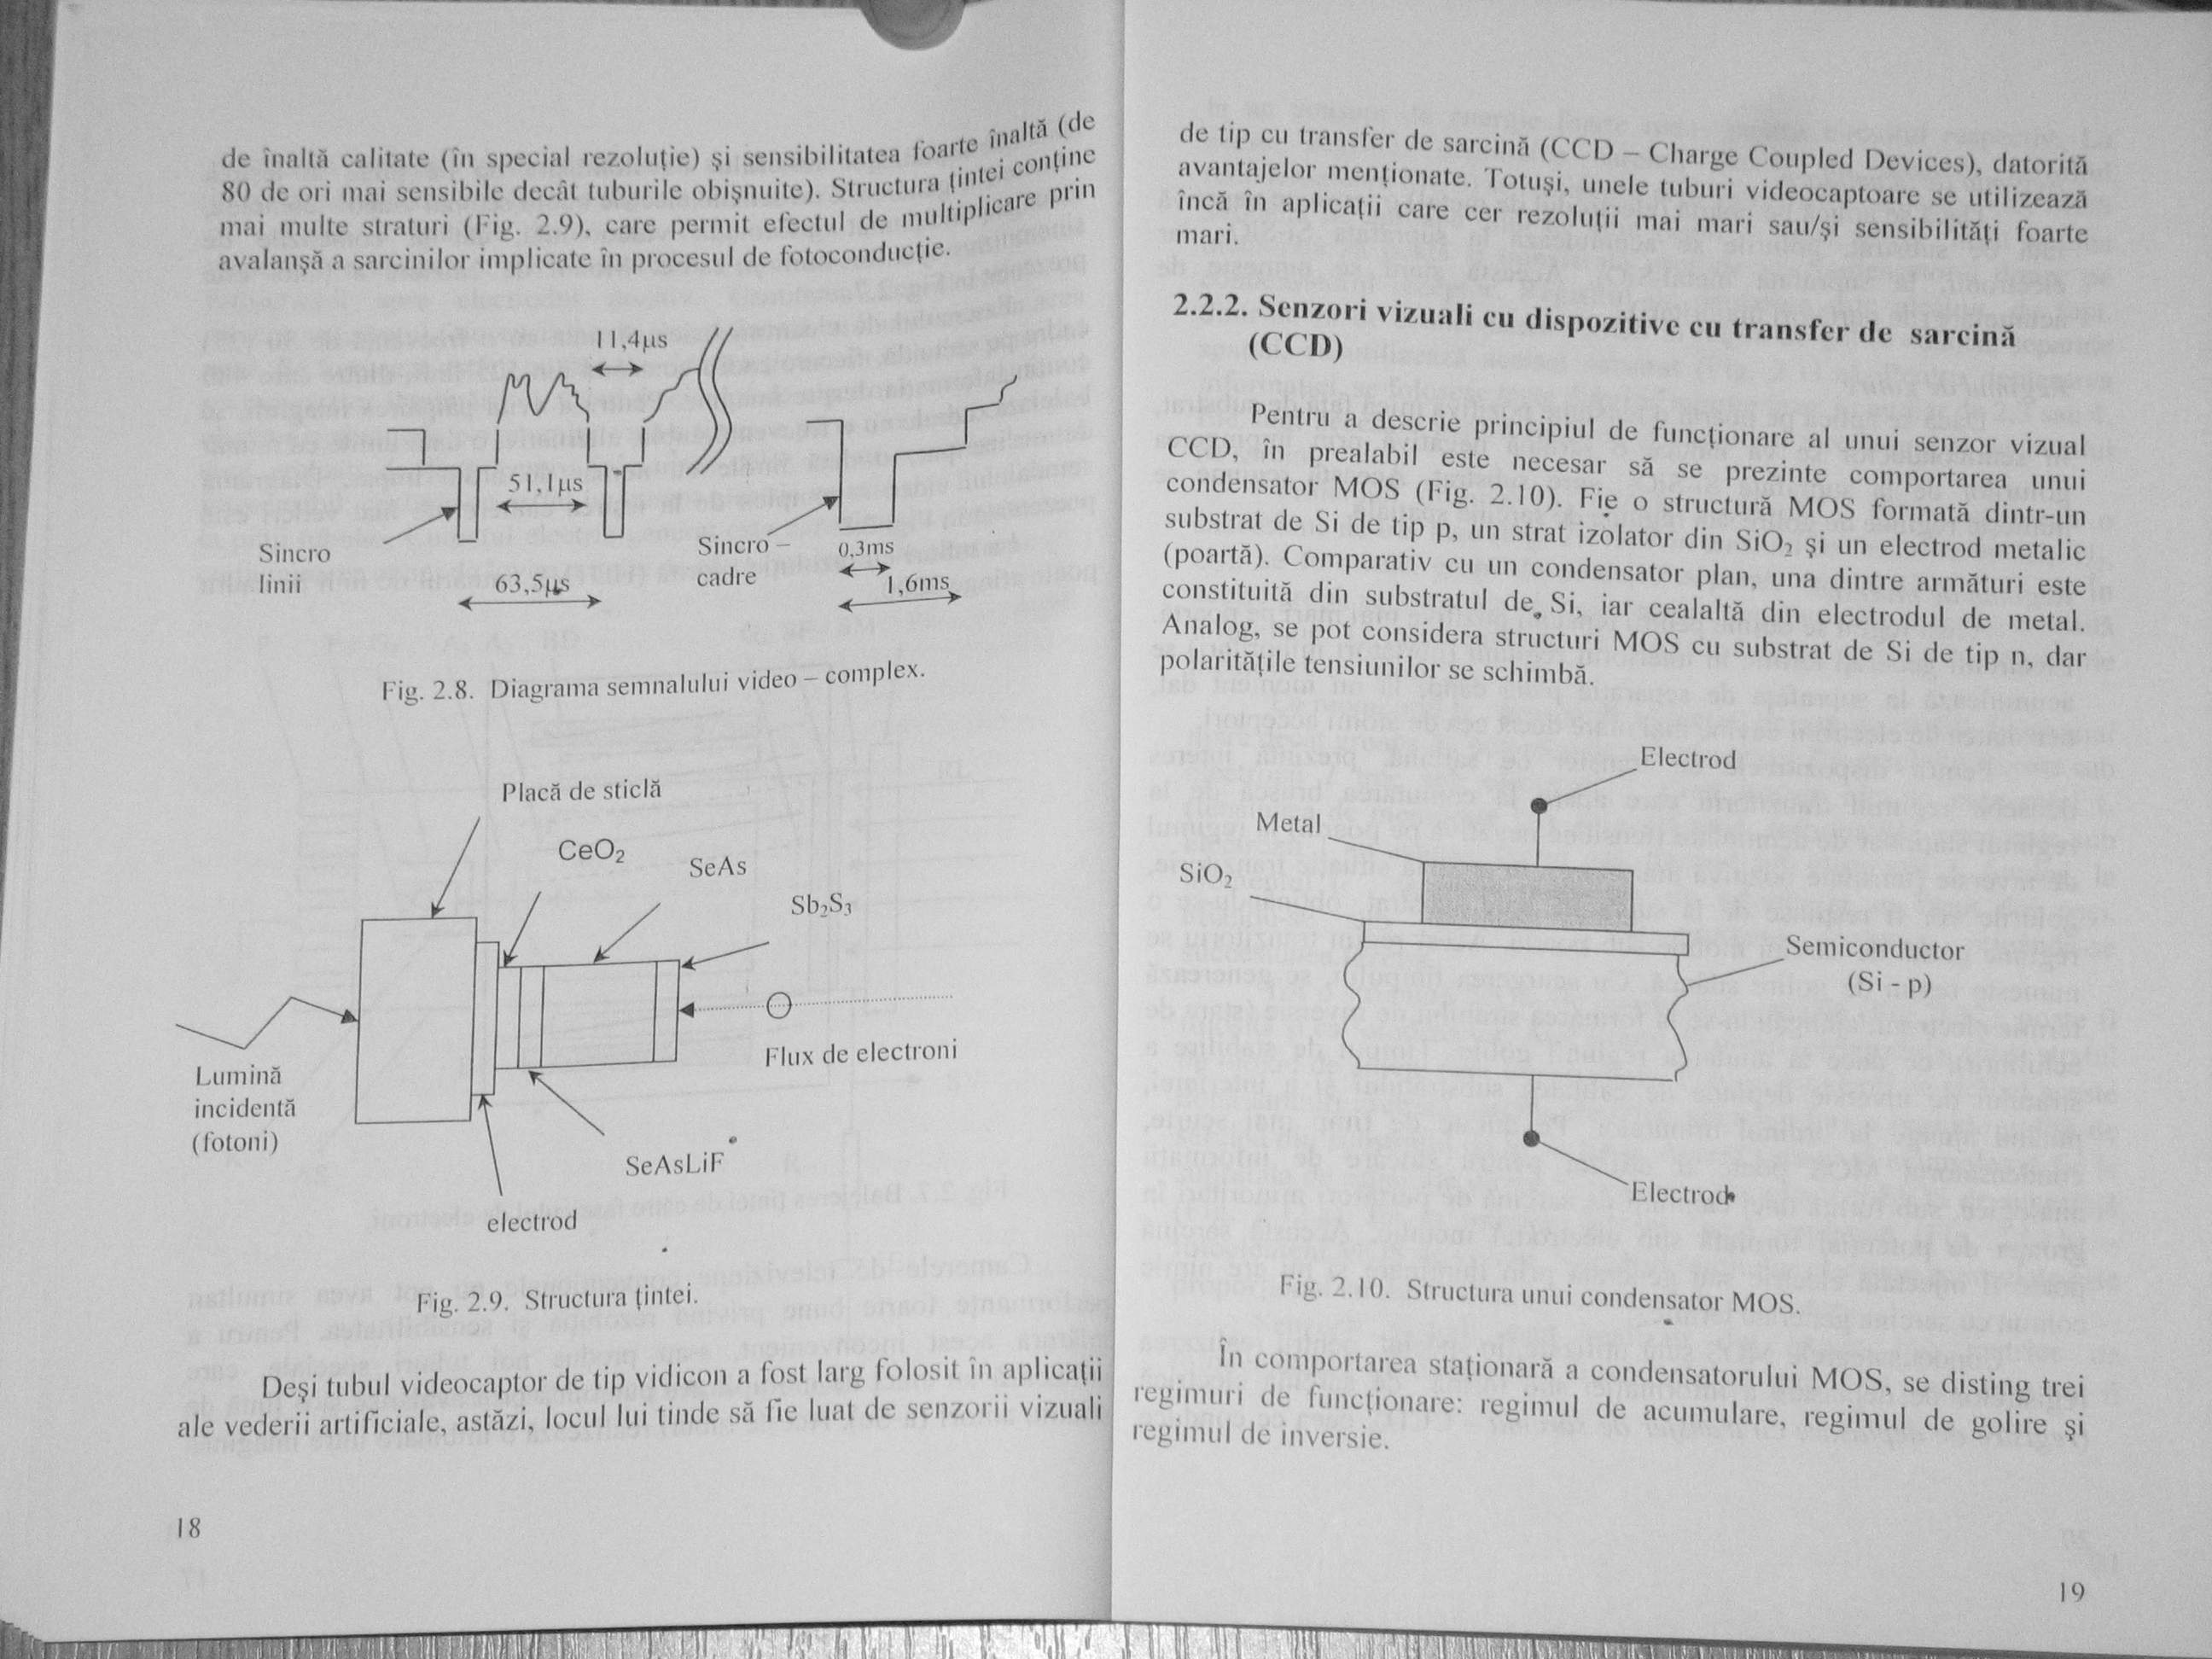 de înaltă calitate (în special rezoluţie) şi sensibilitatea foarte înaltă (de
80 de ori mai sensibile decât tuburile obişnuite). Structura ţintei conţine
mai multe straturi (Fig. 2.9), care permit efectul de multiplicare prin
avalanşă a sarcinilor implicate în procesul de fotoconducţie.
11,4μs
51,1μs
Sincro
linii
63,5μs
Sincro –
cadre
0,3ms
1,6ms
Fig. 2.8. Diagrama semnalului video – complex.
Placă de sticlă
CeO₂
SeAs
Sb₂S₃
Flux de electroni
Lumină
incidentă
(fotoni)
SeAsLiF
electrod
Fig. 2.9. Structura ţintei.
Deşi tubul videocaptor de tip vidicon a fost larg folosit în aplicaţii
ale vederii artificiale, astăzi, locul lui tinde să fie luat de senzorii vizuali
18
de tip cu transfer de sarcină (CCD – Charge Coupled Devices), datorită
avantajelor menţionate. Totuşi, unele tuburi videocaptoare se utilizează
încă în aplicaţii care cer rezoluţii mai mari sau/şi sensibilităţi foarte
mari.
2.2.2. Senzori vizuali cu dispozitive cu transfer de sarcină
(CCD)
Pentru a descrie principiul de funcţionare al unui senzor vizual
CCD, în prealabil este necesar să se prezinte comportarea unui
condensator MOS (Fig. 2.10). Fie o structură MOS formată dintr-un
substrat de Si de tip p, un strat izolator din SiO₂ şi un electrod metalic
(poartă). Comparativ cu un condensator plan, una dintre armături este
constituită din substratul de Si, iar cealaltă din electrodul de metal.
Analog, se pot considera structuri MOS cu substrat de Si de tip n, dar
polarităţile tensiunilor se schimbă.
Electrod
Metal
SiO₂
Semiconductor
(Si - p)
Electrod
Fig. 2.10. Structura unui condensator MOS.
În comportarea staţionară a condensatorului MOS, se disting trei
regimuri de funcţionare: regimul de acumulare, regimul de golire şi
regimul de inversie.
19